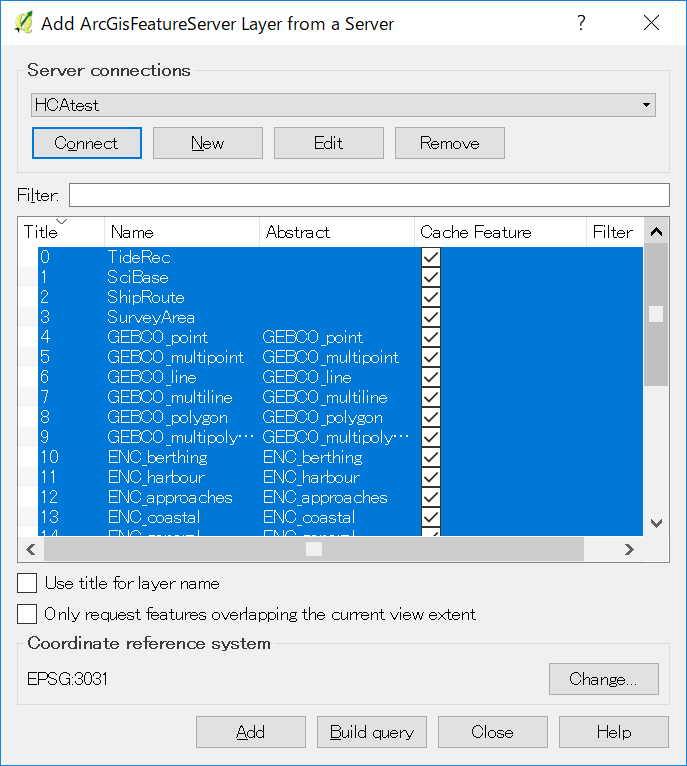 Add ArcGisFeatureServer Layer from a Server ?
Server connections
HCAtest
Connect New Edit Remove
Filter:
Title Name Abstract Cache Feature Filter
0 TideRec
1 SciBase
2 ShipRoute
3 SurveyArea
4 GEBCO_point GEBCO_point
5 GEBCO_multipoint GEBCO_multipoint
6 GEBCO_line GEBCO_line
7 GEBCO_multiline GEBCO_multiline
8 GEBCO_polygon GEBCO_polygon
9 GEBCO_multipoly… GEBCO_multipoly…
10 ENC_berthing ENC_berthing
11 ENC_harbour ENC_harbour
12 ENC_approaches ENC_approaches
13 ENC_coastal ENC_coastal
14 ENC_general ENC_general
Use title for layer name
Only request features overlapping the current view extent
Coordinate reference system
EPSG:3031 Change...
Add Build query Close Help